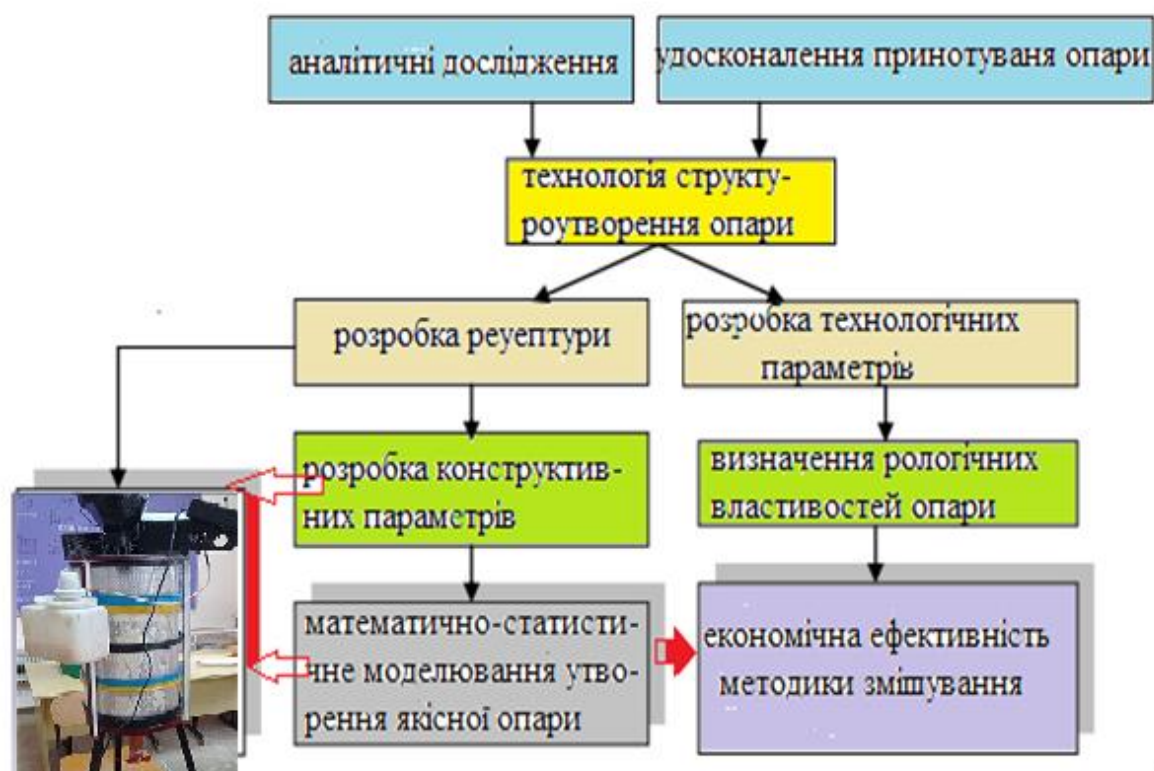 аналітичні дослідження
удосконалення принотуваня опари
технологія структу-
роутворення опари
розробка реуептури
розробка технологічних
параметрів
розробка конструктив-
них параметрів
визначення рологічних
властивостей опари
математично-статисти-
чне моделювання утво-
рення якісної опари
економічна ефективність
методики змішування